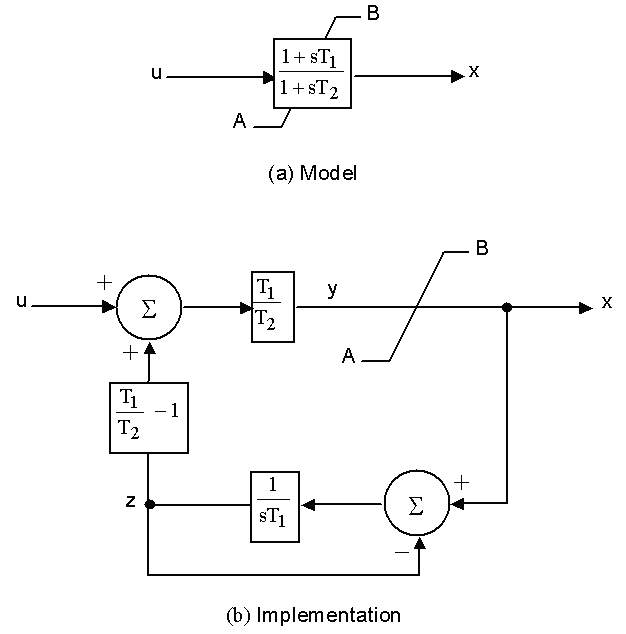 B
u
1 + sT1
1 + sT2
x
A
(a) Model
B
+
u
Σ
T1
T2
y
x
+
A
T1
T2
− 1
z
1
sT1
+
Σ
−
(b) Implementation